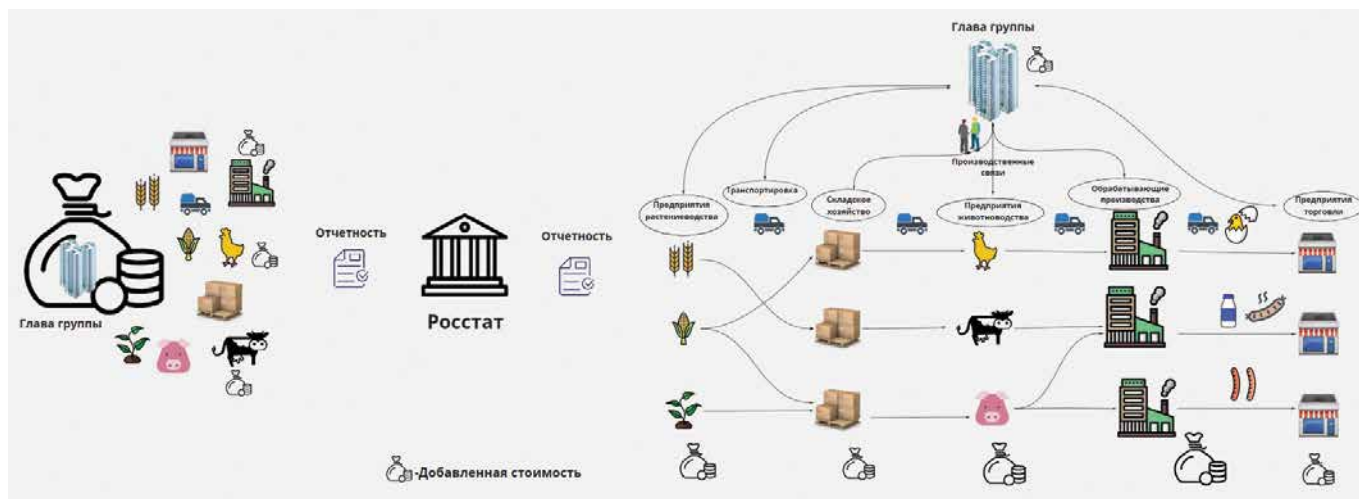 Глава группы
Производственные
связи
Предприятия
растениеводства
Транспортировка
Складское
хозяйство
Предприятия
животноводства
Обрабатывающие
производства
Предприятия
торговли
Отчетность
Отчетность
Росстат
Глава группы
-Добавленная стоимость